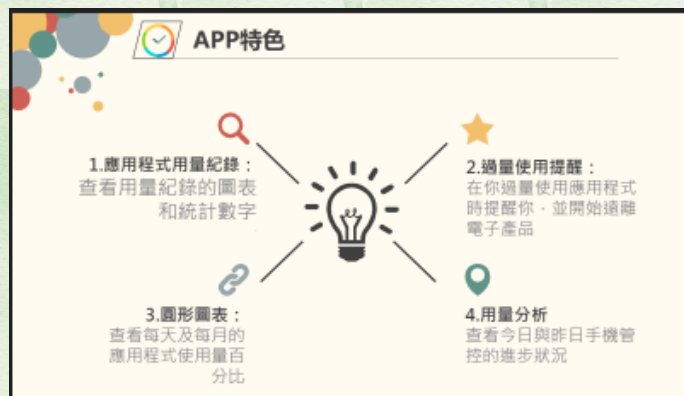 APP特色
1.應用程式用量紀錄：
查看用量紀錄的圖表
和統計數字
2.過量使用提醒：
在你過量使用應用程式
時提醒你，並開始遠離
電子產品
3.圓形圖表：
查看每天及每月的
應用程式使用量百
分比
4.用量分析
查看今日與昨日手機管
控的進步狀況